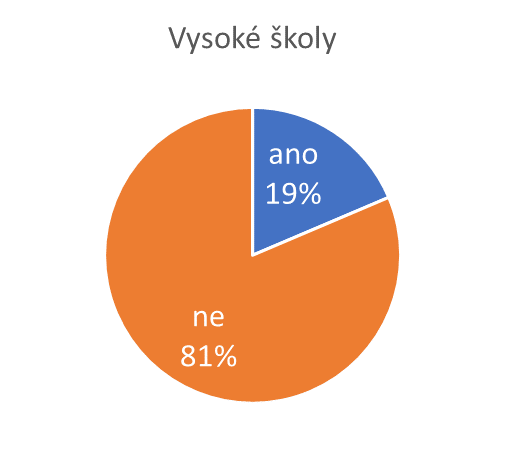 Vysoké školy
ano
19%
ne
81%